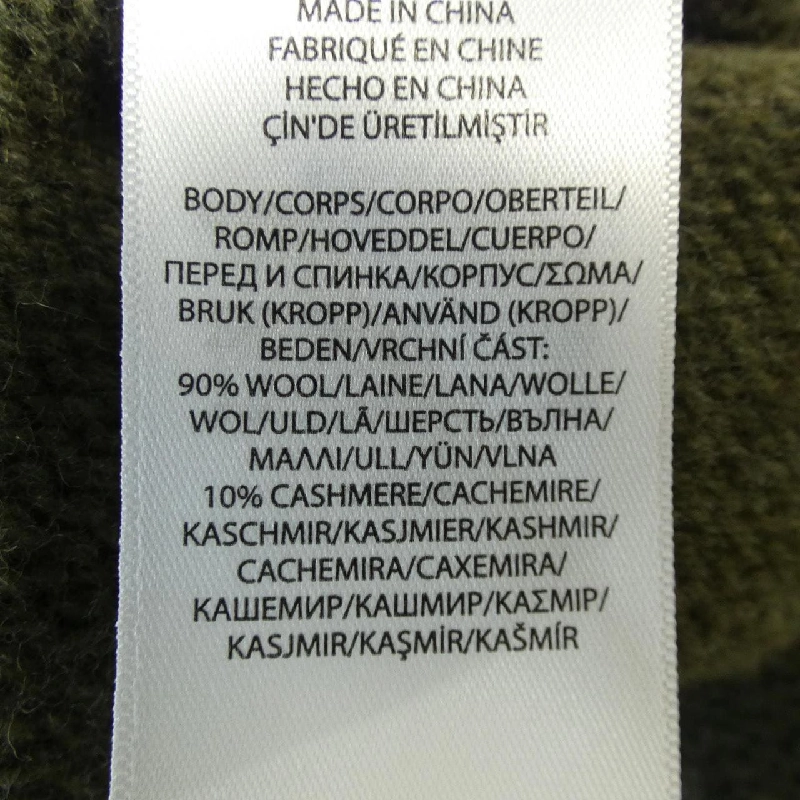 MADE IN CHINA
FABRIQUÉ EN CHINE
HECHO EN CHINA
ÇİN'DE ÜRETİLMİŞTİR
BODY/CORPS/CORPO/OBERTEIL/
ROMP/HOVEDDEL/CUERPO/
ПЕРЕД И СПИНКА/КОРПУС/ΣΩΜΑ/
BRUK (KROPP)/ANVÄND (KROPP)/
BEDEN/VRCHNÍ ČÁST:
90% WOOL/LAINE/LANA/WOLLE/
WOL/ULD/LÃ/ШЕРСТЬ/ВЪЛНА/
ΜΑΛΛΙ/ULL/YÜN/VLNA
10% CASHMERE/CACHEMIRE/
KASCHMIR/KASJMIER/KASHMIR/
CACHEMIRA/CAXEMIRA/
КАШЕМИР/КАШМИР/ΚΑΣΜΙΡ/
KASJMIR/KAŞMİR/KAŠMÍR